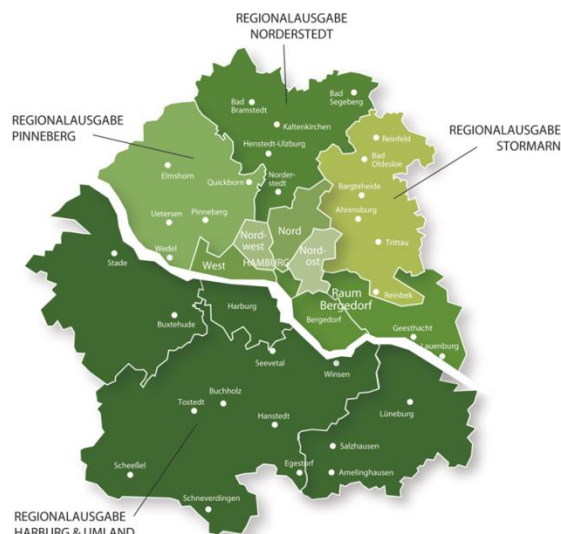 REGIONALAUSGABE
NORDERSTEDT
Bad
Segeberg
Bad
Bramstedt
Kaltenkirchen
REGIONALAUSGABE
PINNEBERG
REGIONALAUSGABE
STORMARN
Reinfeld
Henstedt-Ulzburg
Bad
Oldesloe
Elmshorn
Quickborn
Norder-
stedt
Bargteheide
Ahrensburg
Uetersen
Pinneberg
Nord-
west
Nord
Nord-
ost
Trittau
Wedel
West
HAMBURG
Stade
Reinbek
Raum
Bergedorf
Harburg
Bergedorf
Buxtehude
Geesthacht
Lauenburg
Seevetal
Winsen
Buchholz
Tostedt
Hanstedt
Lüneburg
Salzhausen
Scheeßel
Egestorf
Amelinghausen
Schneverdingen
REGIONALAUSGABE
HARBURG & UMLAND